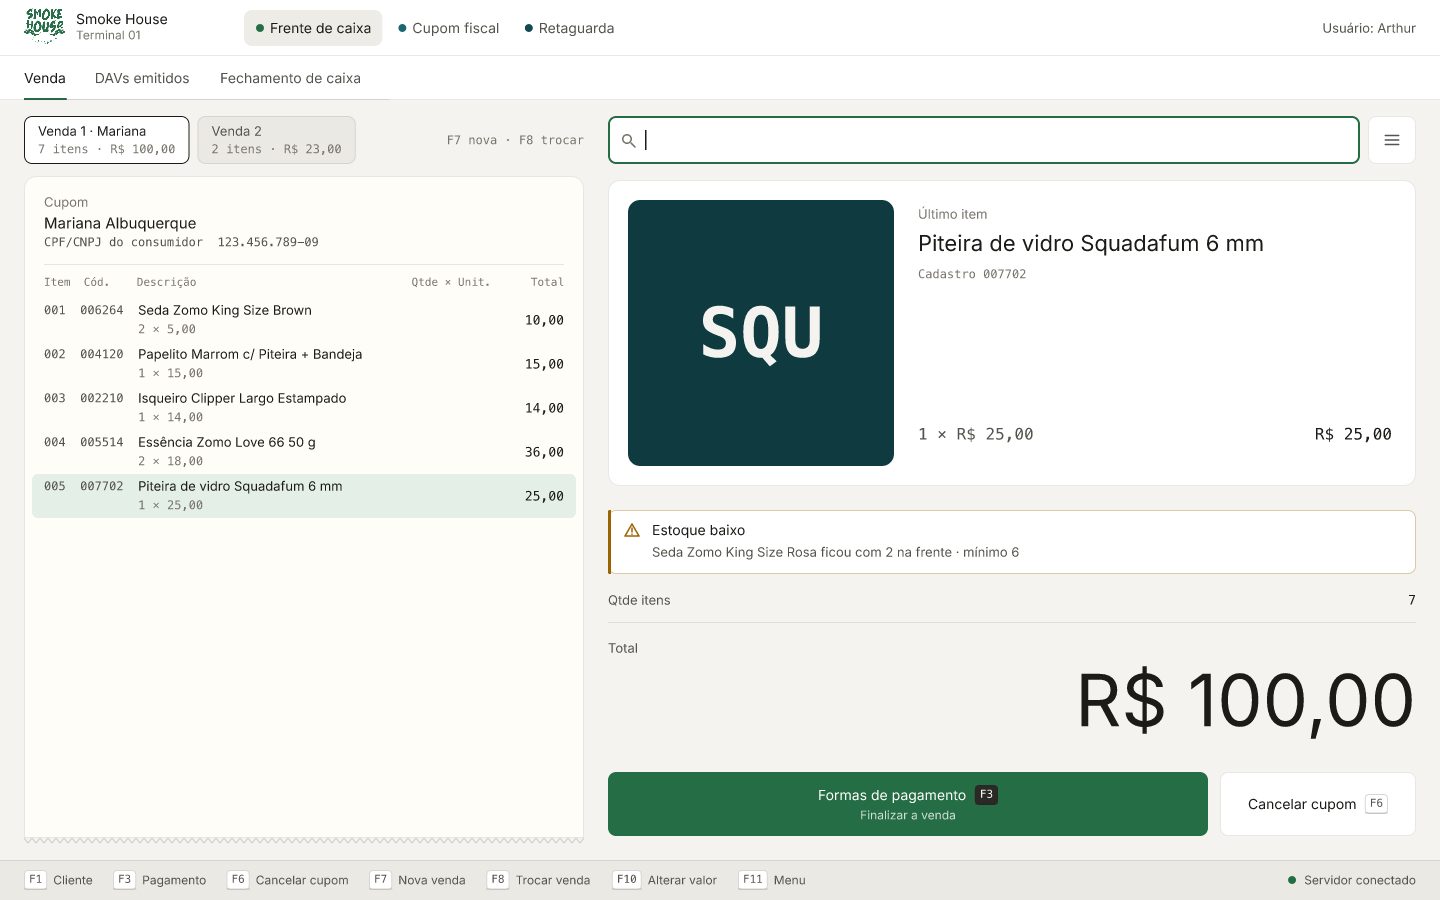 SMOKE
HOUSE
Smoke House
Terminal 01
Frente de caixa
Cupom fiscal
Retaguarda
Usuário: Arthur
Venda
DAVs emitidos
Fechamento de caixa
Venda 1 · Mariana
7 itens · R$ 100,00
Venda 2
2 itens · R$ 23,00
F7 nova · F8 trocar
Cupom
Mariana Albuquerque
CPF/CNPJ do consumidor 123.456.789-09
Item Cód. Descrição Qtde × Unit. Total
001 006264 Seda Zomo King Size Brown 10,00
2 × 5,00
002 004120 Papelito Marrom c/ Piteira + Bandeja 15,00
1 × 15,00
003 002210 Isqueiro Clipper Largo Estampado 14,00
1 × 14,00
004 005514 Essência Zomo Love 66 50 g 36,00
2 × 18,00
005 007702 Piteira de vidro Squadafum 6 mm 25,00
1 × 25,00
SQU
Último item
Piteira de vidro Squadafum 6 mm
Cadastro 007702
1 × R$ 25,00 R$ 25,00
Estoque baixo
Seda Zomo King Size Rosa ficou com 2 na frente · mínimo 6
Qtde itens 7
Total
R$ 100,00
Formas de pagamento F3
Finalizar a venda
Cancelar cupom F6
F1 Cliente F3 Pagamento F6 Cancelar cupom F7 Nova venda F8 Trocar venda F10 Alterar valor F11 Menu
Servidor conectado